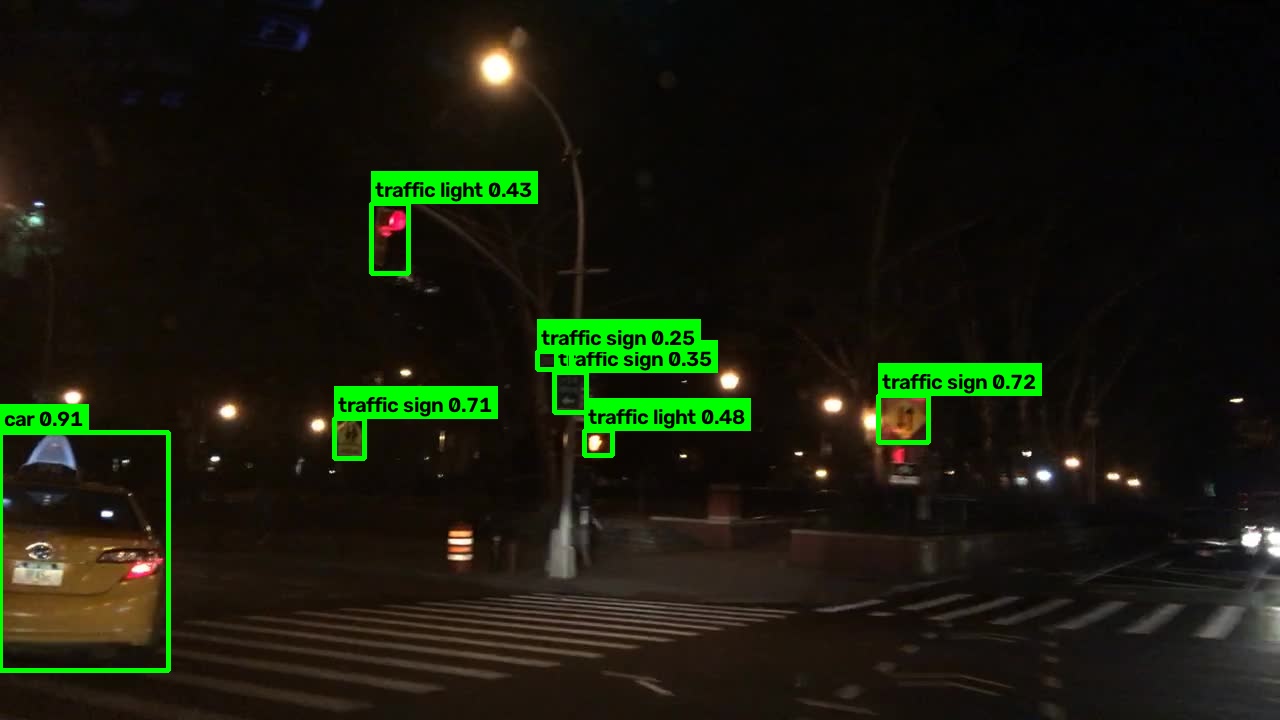 traffic light 0.43
traffic sign 0.25
traffic sign 0.35
traffic sign 0.72
traffic sign 0.71
car 0.91
traffic light 0.48